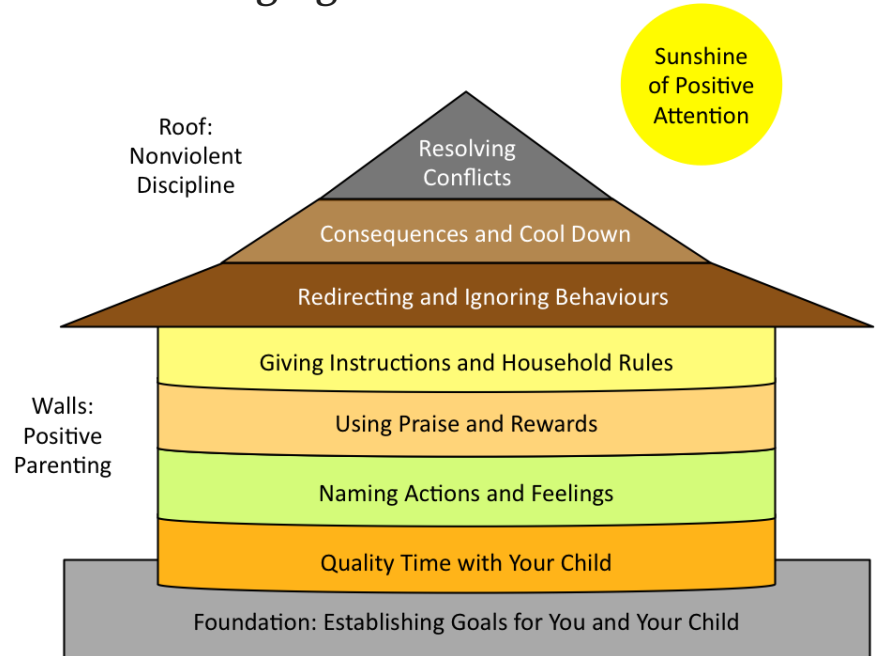 Sunshine
of Positive
Attention
Roof:
Nonviolent
Discipline
Resolving
Conflicts
Consequences and Cool Down
Redirecting and Ignoring Behaviours
Giving Instructions and Household Rules
Walls:
Positive
Parenting
Using Praise and Rewards
Naming Actions and Feelings
Quality Time with Your Child
Foundation: Establishing Goals for You and Your Child